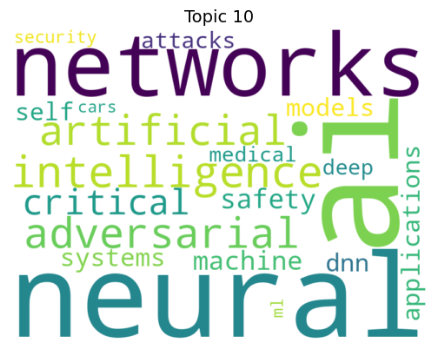 Topic 10
security attacks
networks
self cars models
artificial
medical
intelligence deep
critical safety
adversarial
systems machine dnn
neural
ml
ai
applications